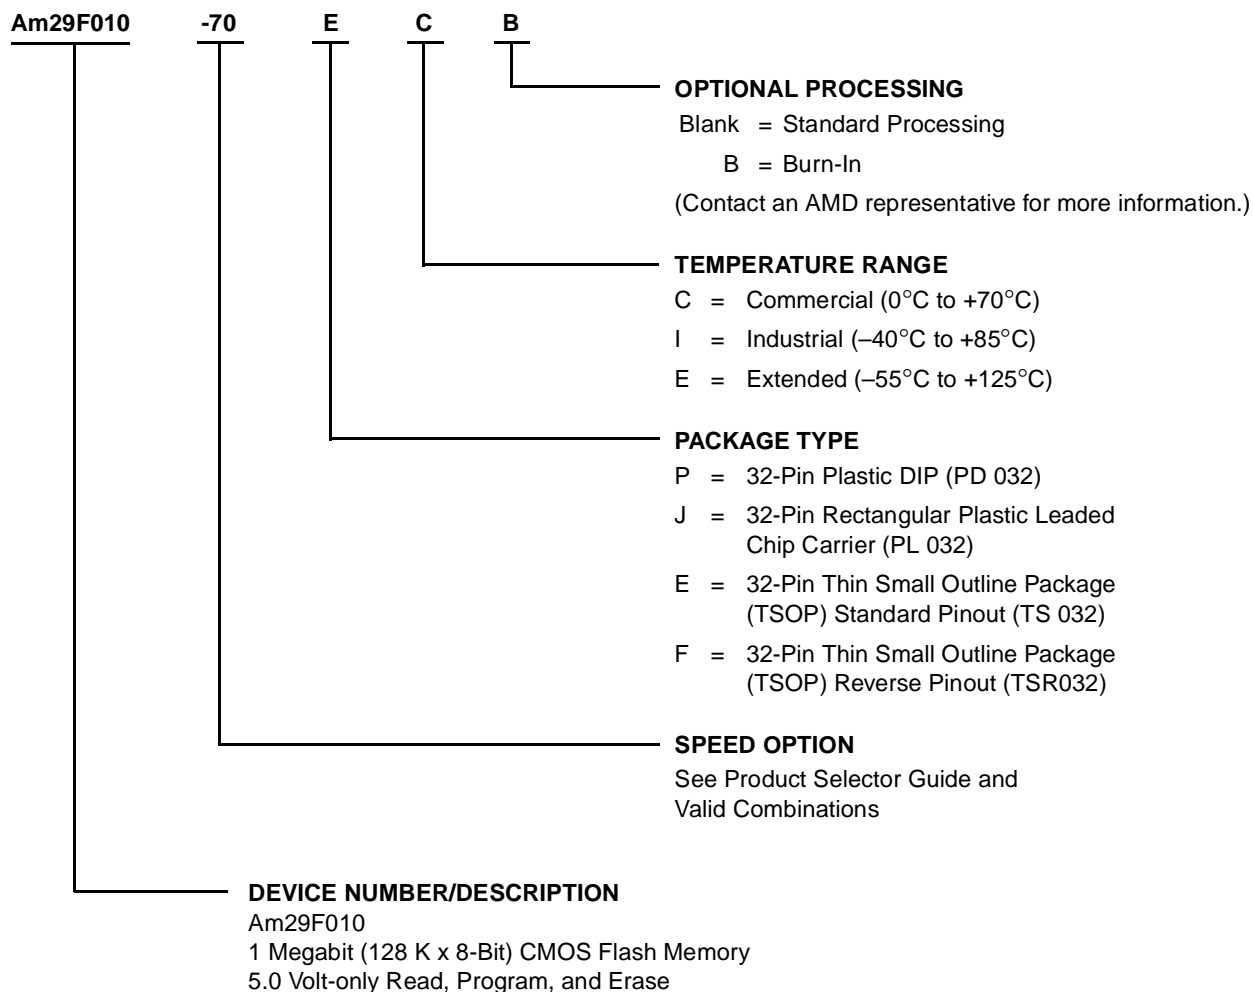 Am29F010 -70 E C B
OPTIONAL PROCESSING
Blank = Standard Processing
B = Burn-In
(Contact an AMD representative for more information.)
TEMPERATURE RANGE
C = Commercial (0°C to +70°C)
I = Industrial (–40°C to +85°C)
E = Extended (–55°C to +125°C)
PACKAGE TYPE
P = 32-Pin Plastic DIP (PD 032)
J = 32-Pin Rectangular Plastic Leaded
Chip Carrier (PL 032)
E = 32-Pin Thin Small Outline Package
(TSOP) Standard Pinout (TS 032)
F = 32-Pin Thin Small Outline Package
(TSOP) Reverse Pinout (TSR032)
SPEED OPTION
See Product Selector Guide and
Valid Combinations
DEVICE NUMBER/DESCRIPTION
Am29F010
1 Megabit (128 K x 8-Bit) CMOS Flash Memory
5.0 Volt-only Read, Program, and Erase